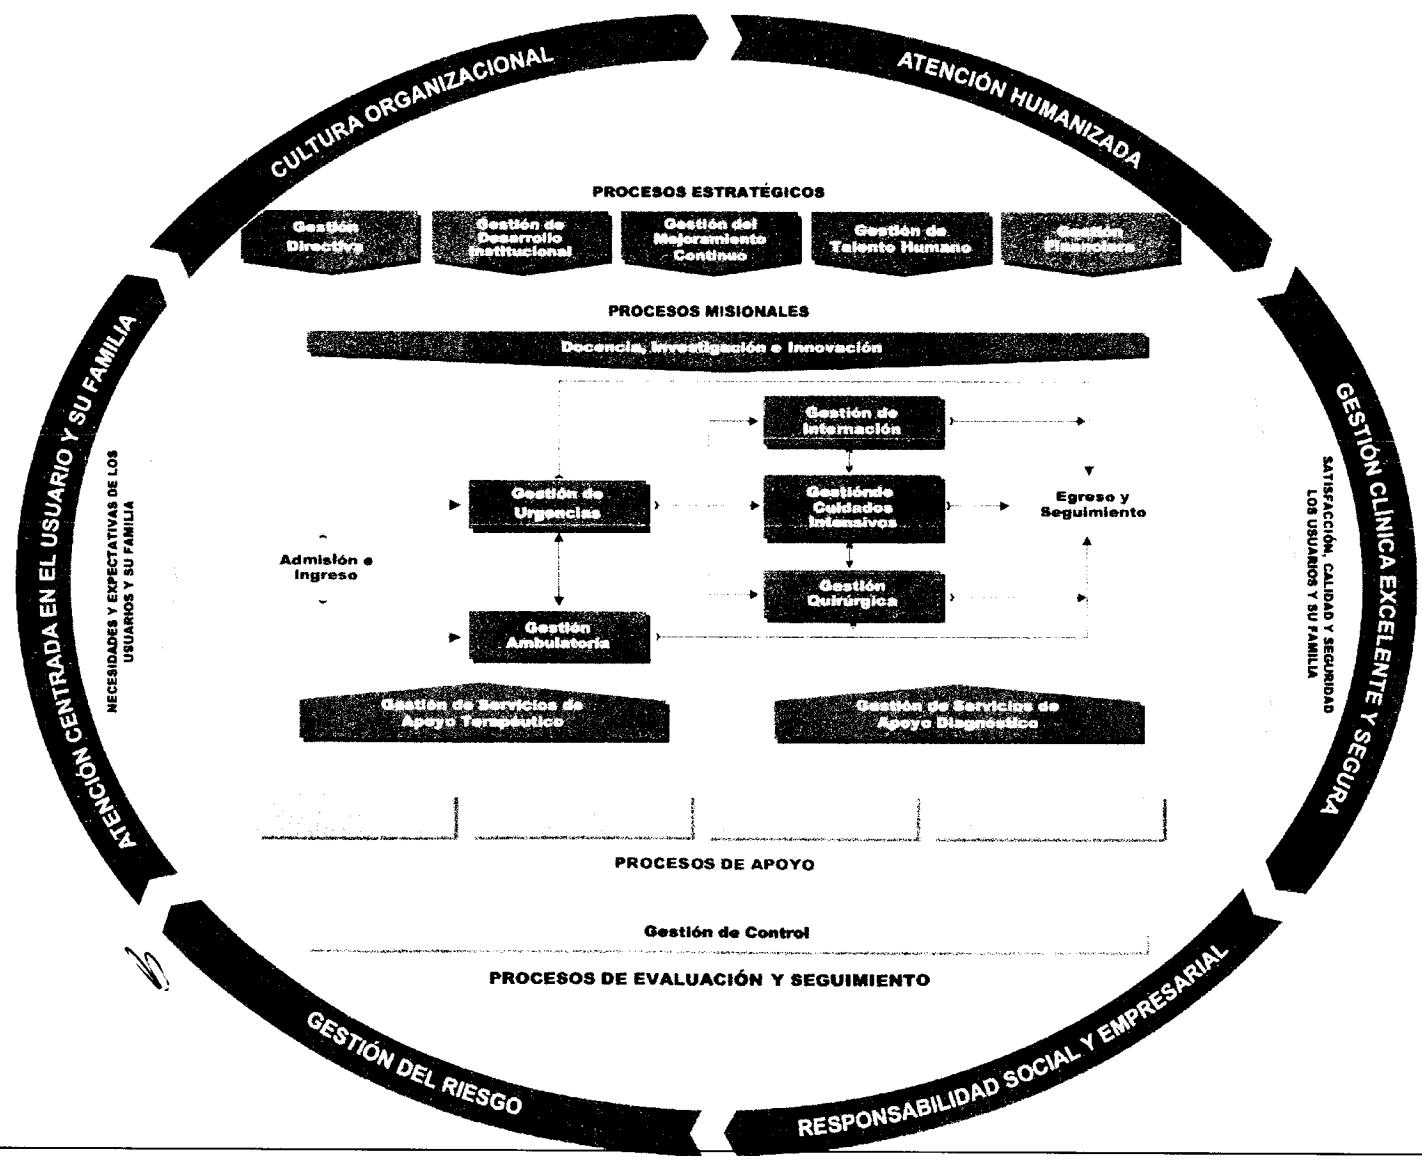 CULTURA ORGANIZACIONAL
ATENCIÓN HUMANIZADA
PROCESOS ESTRATÉGICOS
Gestión
Directiva
Gestión de
Desarrollo
Institucional
Gestión del
Mejoramiento
Continuo
Gestión de
Talento Humano
Gestión
Financiera
PROCESOS MISIONALES
Docencia, Investigación e Innovación
ATENCIÓN CENTRADA EN EL USUARIO Y SU FAMILIA
NECESIDADES Y EXPECTATIVAS DE LOS
USUARIOS Y SU FAMILIA
Admisión e
Ingreso
Gestión de
Urgencias
Gestión
Ambulatoria
Gestión de
Internación
Gestiónde
Cuidados
Intensivos
Gestión
Quirúrgica
Egreso y
Seguimiento
SATISFACCIÓN, CALIDAD Y SEGURIDAD
LOS USUARIOS Y SU FAMILIA
GESTIÓN CLÍNICA EXCELENTE Y SEGURA
Gestión de Servicios de
Apoyo Terapéutico
Gestión de Servicios de
Apoyo Diagnóstico
PROCESOS DE APOYO
Gestión de Control
PROCESOS DE EVALUACIÓN Y SEGUIMIENTO
GESTIÓN DEL RIESGO
RESPONSABILIDAD SOCIAL Y EMPRESARIAL